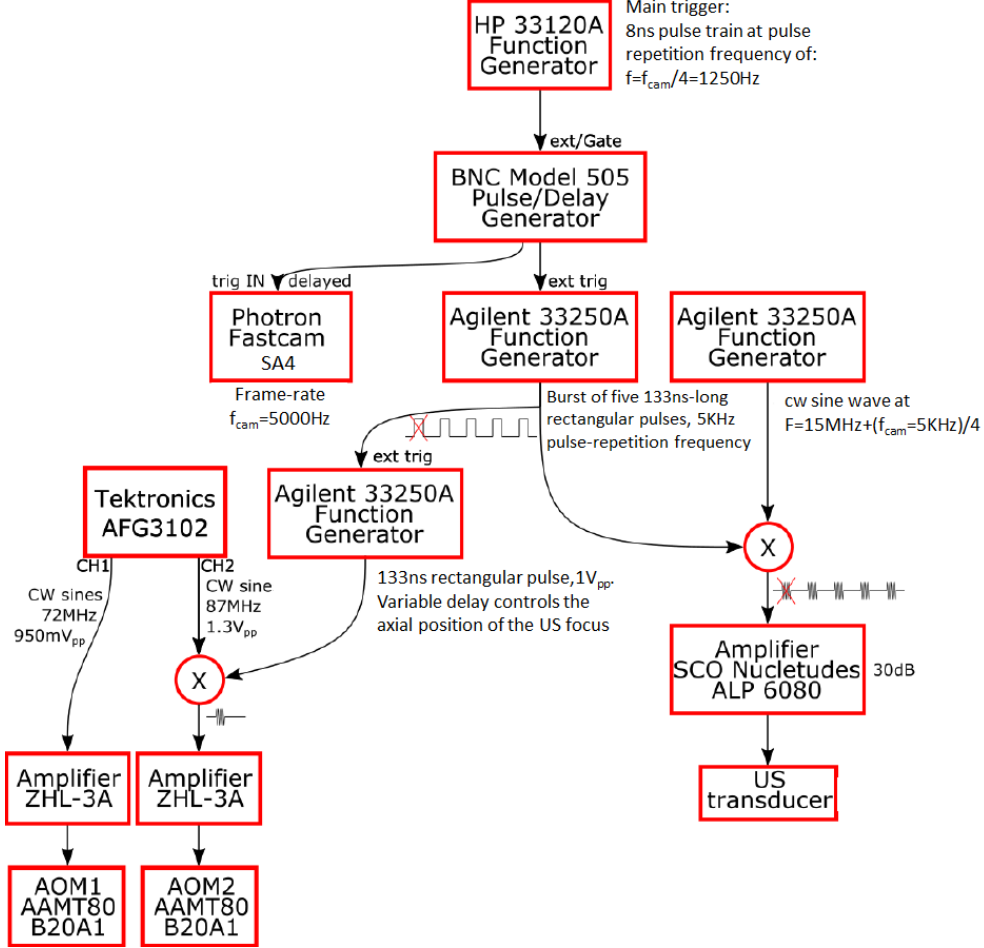 HP 33120A
Function
Generator
Main trigger:
8ns pulse train at pulse
repetition frequency of:
f=fcam/4=1250Hz
ext/Gate
BNC Model 505
Pulse/Delay
Generator
trig IN delayed
ext trig
Photron
Fastcam
SA4
Frame-rate
fcam=5000Hz
Agilent 33250A
Function
Generator
Agilent 33250A
Function
Generator
Burst of five 133ns-long
rectangular pulses, 5KHz
pulse-repetition frequency
cw sine wave at
F=15MHz+(fcam=5KHz)/4
ext trig
Agilent 33250A
Function
Generator
Tektronics
AFG3102
CH1
CH2
CW sines
72MHz
950mVpp
CW sine
87MHz
1.3Vpp
133ns rectangular pulse,1Vpp.
Variable delay controls the
axial position of the US focus
X
X
Amplifier
SCO Nucletudes
ALP 6080
30dB
Amplifier
ZHL-3A
Amplifier
ZHL-3A
US
transducer
AOM1
AAMT80
B20A1
AOM2
AAMT80
B20A1